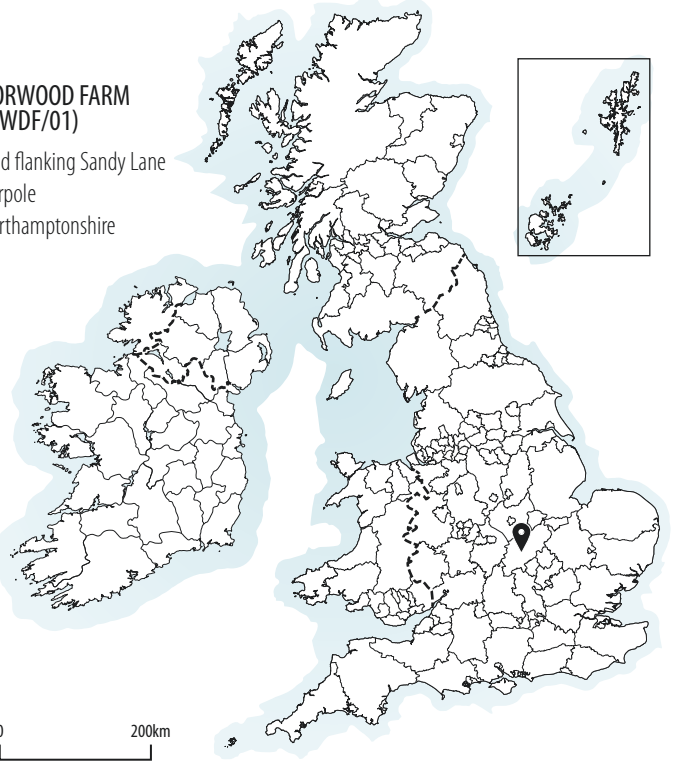 ORWOOD FARM
WDF/01)
d flanking Sandy Lane
rpole
rthamptonshire
0 200km